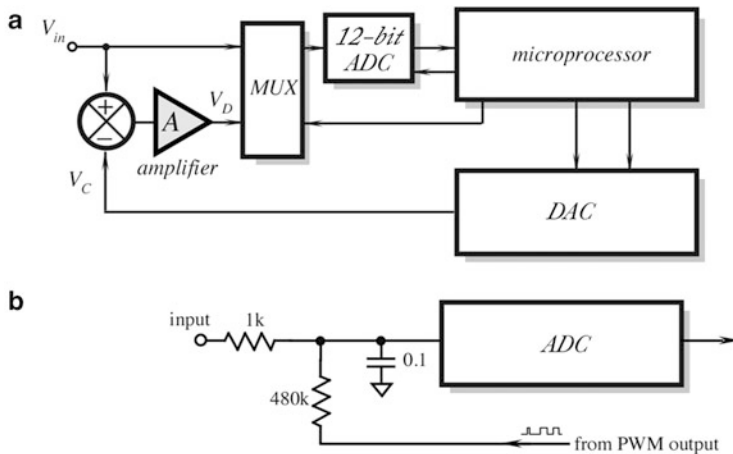 a
V_in
12-bit
ADC
microprocessor
MUX
+
−
A
V_D
amplifier
V_C
DAC
b
input
1k
0.1
ADC
480k
from PWM output